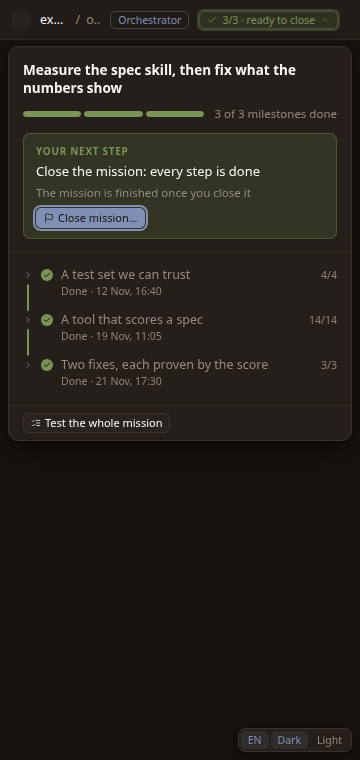 ex... / o.. Orchestrator 3/3 · ready to close
Measure the spec skill, then fix what the
numbers show
3 of 3 milestones done
YOUR NEXT STEP
Close the mission: every step is done
The mission is finished once you close it
Close mission...
A test set we can trust 4/4
Done · 12 Nov, 16:40
A tool that scores a spec 14/14
Done · 19 Nov, 11:05
Two fixes, each proven by the score 3/3
Done · 21 Nov, 17:30
Test the whole mission
EN Dark Light